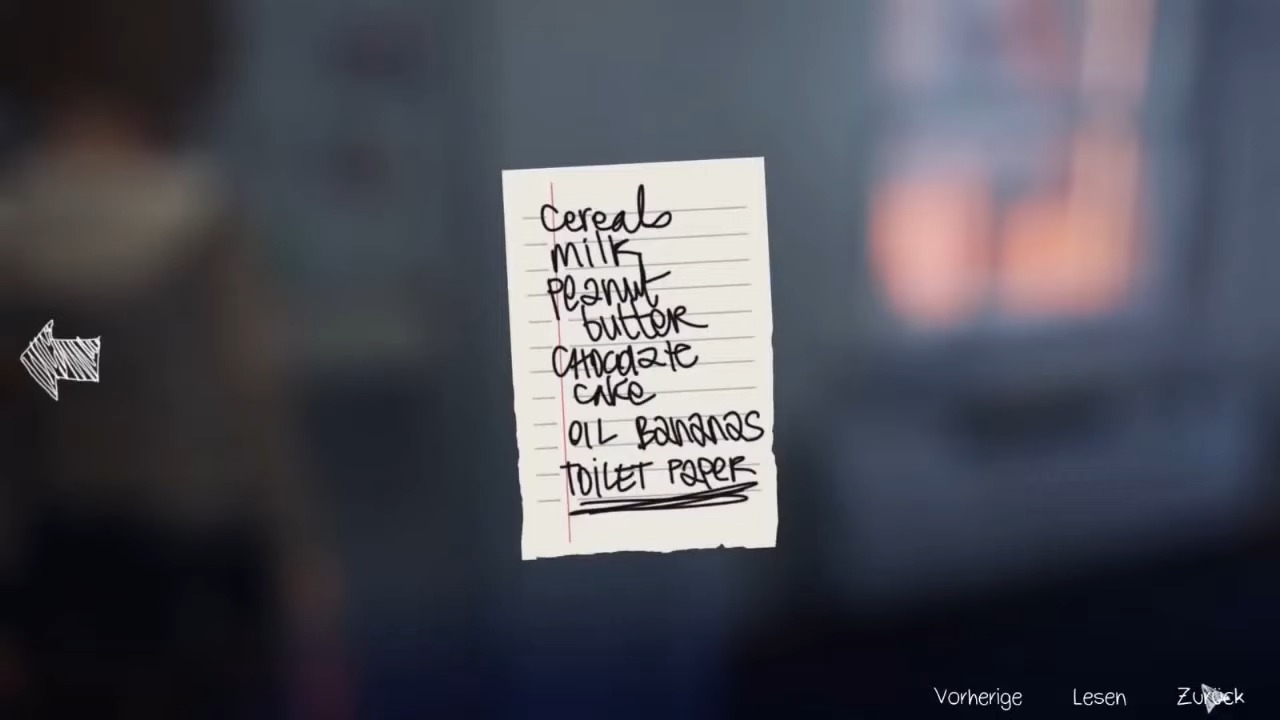 cereals
milk
peanut
butter
CHOCOlate
cake
OIL Bananas
TOILET PaPeR
Vorherige Lesen Zurück